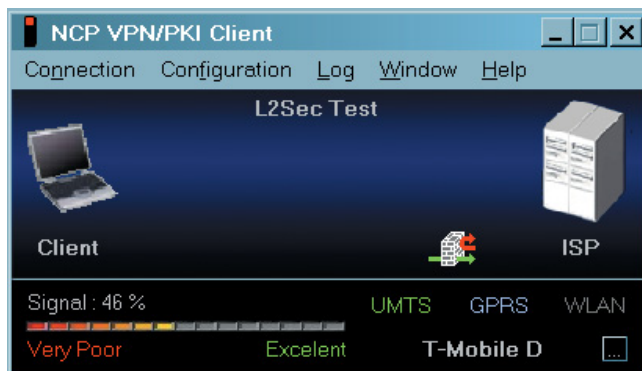 NCP VPN/PKI Client
Connection Configuration Log Window Help
L2Sec Test
Client ISP
Signal : 46 % UMTS GPRS WLAN
Very Poor Excelent T-Mobile D ...